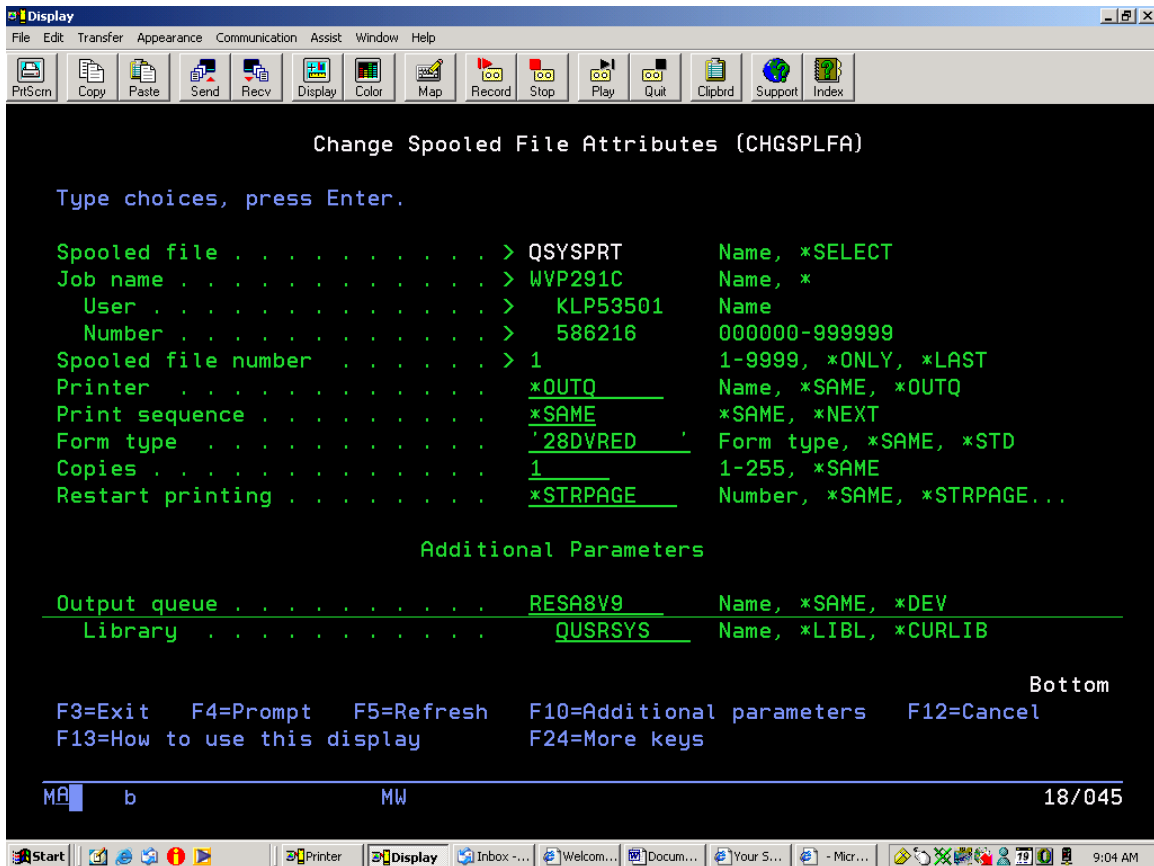 Display
File Edit Transfer Appearance Communication Assist Window Help
PrtScrn Copy Paste Send Recv Display Color Map Record Stop Play Quit Clipbrd Support Index
Change Spooled File Attributes (CHGSPLFA)
Type choices, press Enter.
Spooled file . . . . . . . . . . > QSYSPRT Name, *SELECT
Job name . . . . . . . . . . . . > WVP291C Name, *
User . . . . . . . . . . . . . > KLP53501 Name
Number . . . . . . . . . . . . > 586216 000000-999999
Spooled file number . . . . . . > 1 1-9999, *ONLY, *LAST
Printer . . . . . . . . . . . . *OUTQ Name, *SAME, *OUTQ
Print sequence . . . . . . . . . *SAME *SAME, *NEXT
Form type . . . . . . . . . . . '28DVRED ' Form type, *SAME, *STD
Copies . . . . . . . . . . . . . 1 1-255, *SAME
Restart printing . . . . . . . . *STRPAGE Number, *SAME, *STRPAGE...
Additional Parameters
Output queue . . . . . . . . . . RESA8V9 Name, *SAME, *DEV
Library . . . . . . . . . . . QUSRSYS Name, *LIBL, *CURLIB
Bottom
F3=Exit F4=Prompt F5=Refresh F10=Additional parameters F12=Cancel
F13=How to use this display F24=More keys
MA b MW 18/045
Start Printer Display Inbox -... Welcom... Docum... Your S... - Micr... 19 9:04 AM